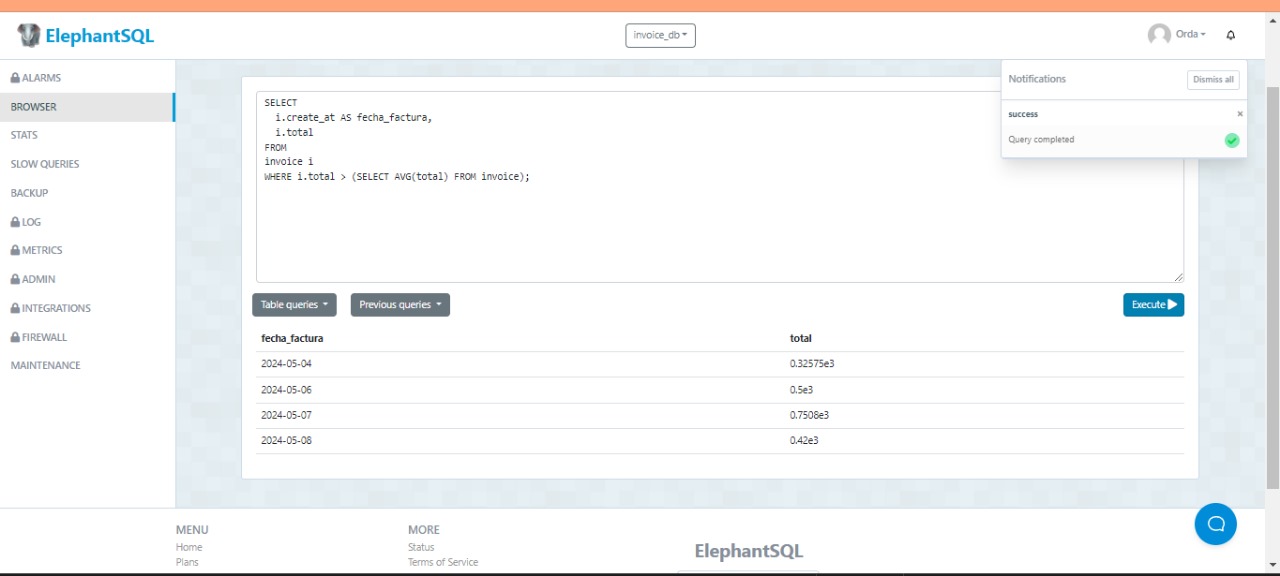 ElephantSQL
invoice_db
Orda
ALARMS
BROWSER
STATS
SLOW QUERIES
BACKUP
LOG
METRICS
ADMIN
INTEGRATIONS
FIREWALL
MAINTENANCE
Notifications
Dismiss all
success
×
Query completed
SELECT
i.create_at AS fecha_factura,
i.total
FROM
invoice i
WHERE i.total > (SELECT AVG(total) FROM invoice);
Table queries
Previous queries
Execute
fecha_factura total
2024-05-04 0.32575e3
2024-05-06 0.5e3
2024-05-07 0.7508e3
2024-05-08 0.42e3
MENU
Home
Plans
MORE
Status
Terms of Service
ElephantSQL